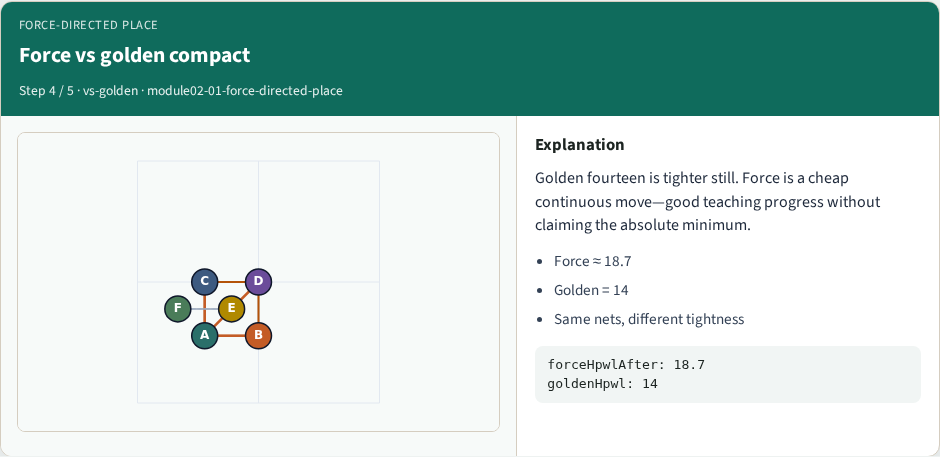 FORCE-DIRECTED PLACE
Force vs golden compact
Step 4 / 5 · vs-golden · module02-01-force-directed-place
C
D
F
E
A
B
Explanation
Golden fourteen is tighter still. Force is a cheap
continuous move—good teaching progress without
claiming the absolute minimum.
• Force ≈ 18.7
• Golden = 14
• Same nets, different tightness
forceHpwlAfter: 18.7
goldenHpwl: 14